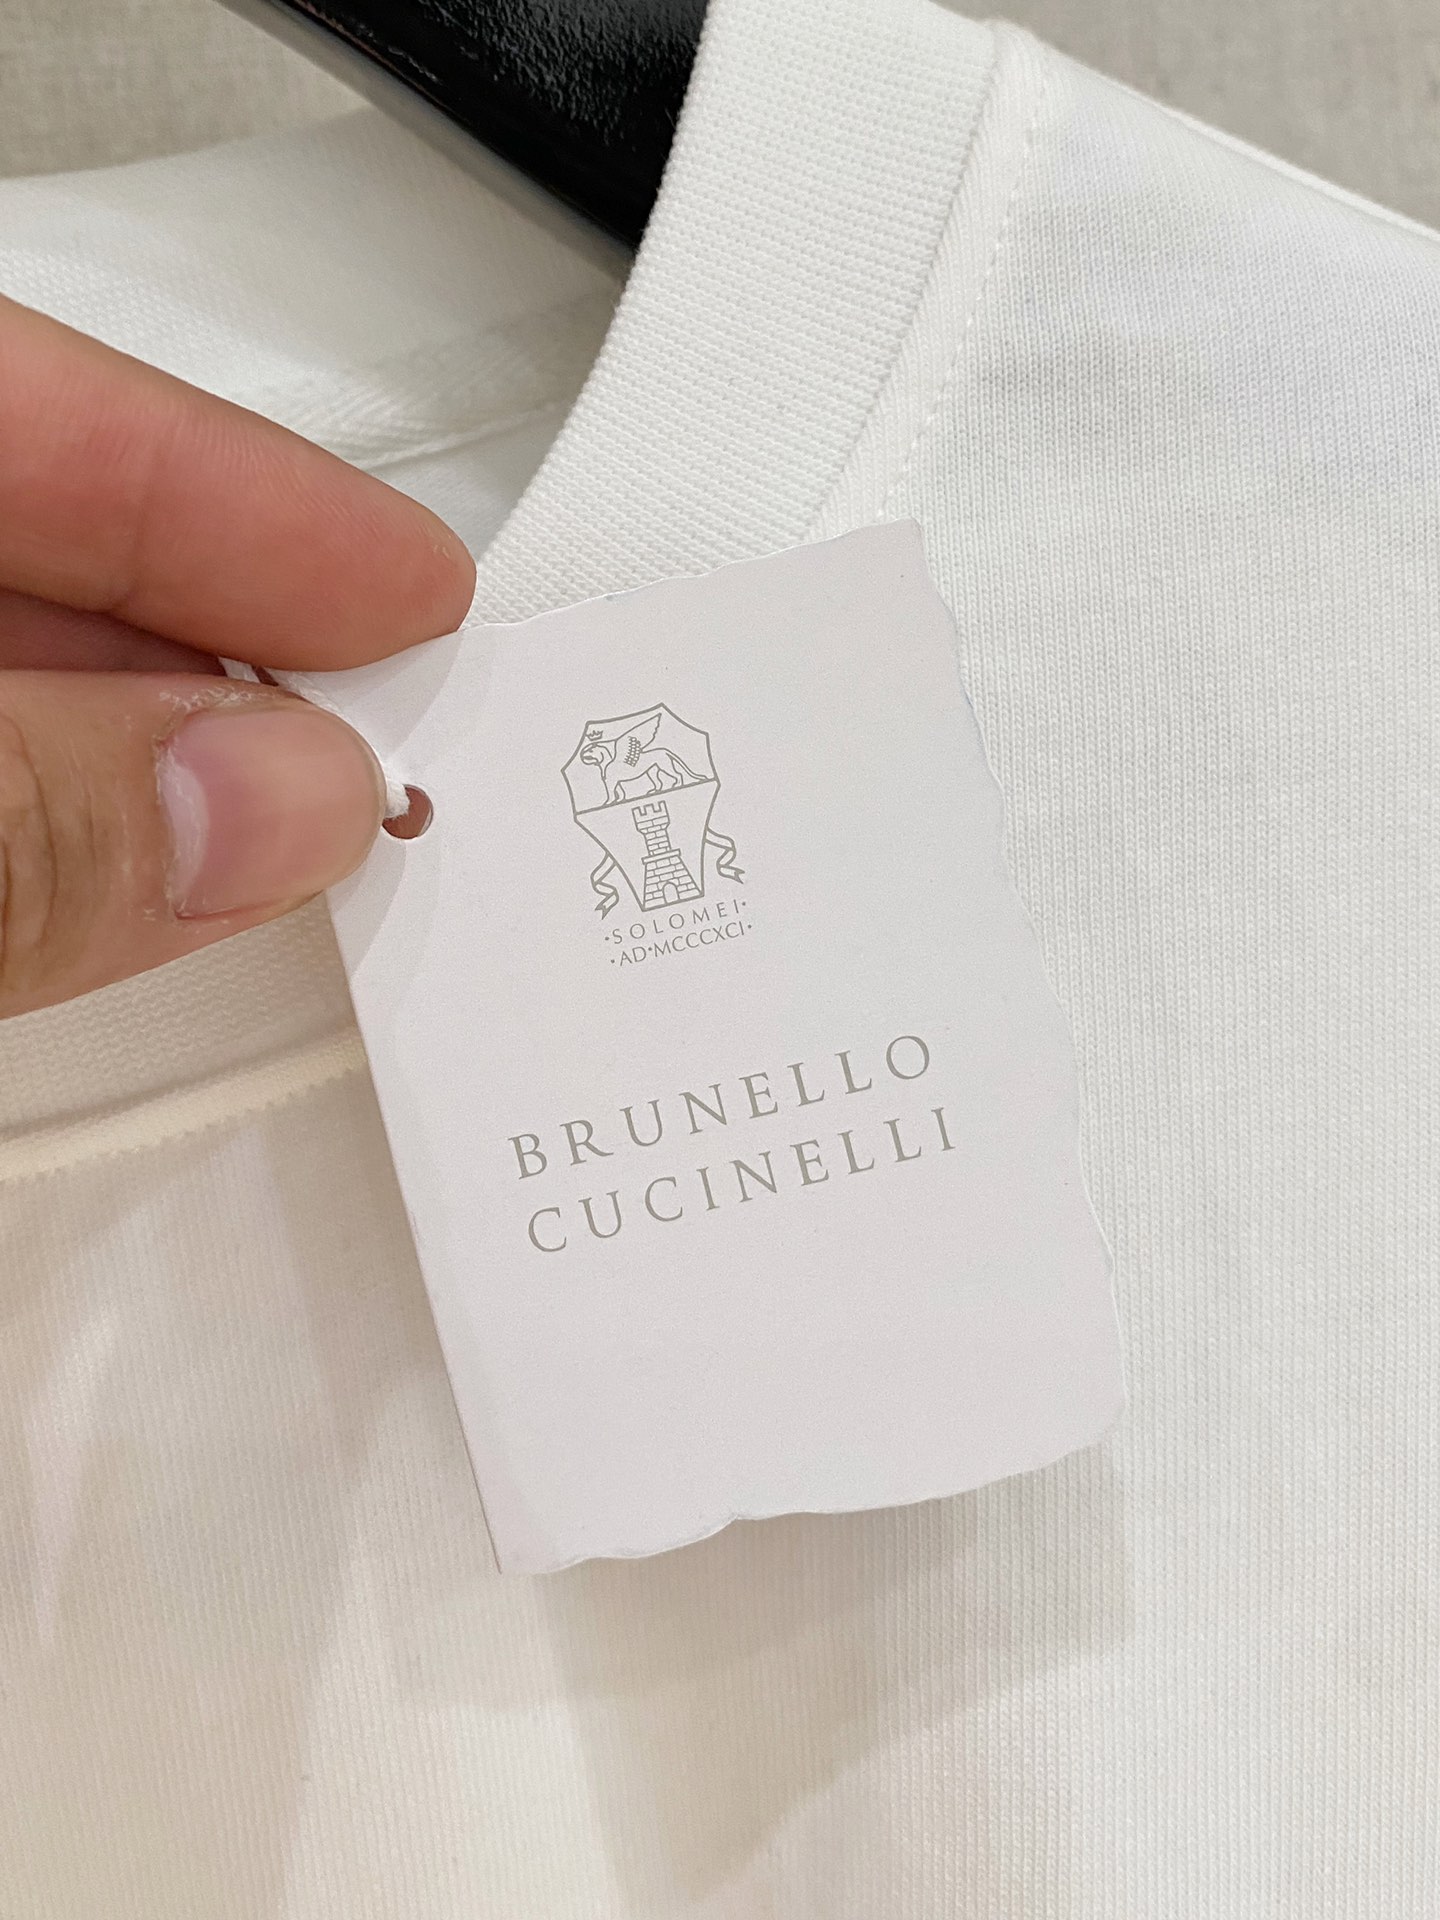 ·SOLOMEI·
·AD·MCCCXCI·
BRUNELLO
CUCINELLI